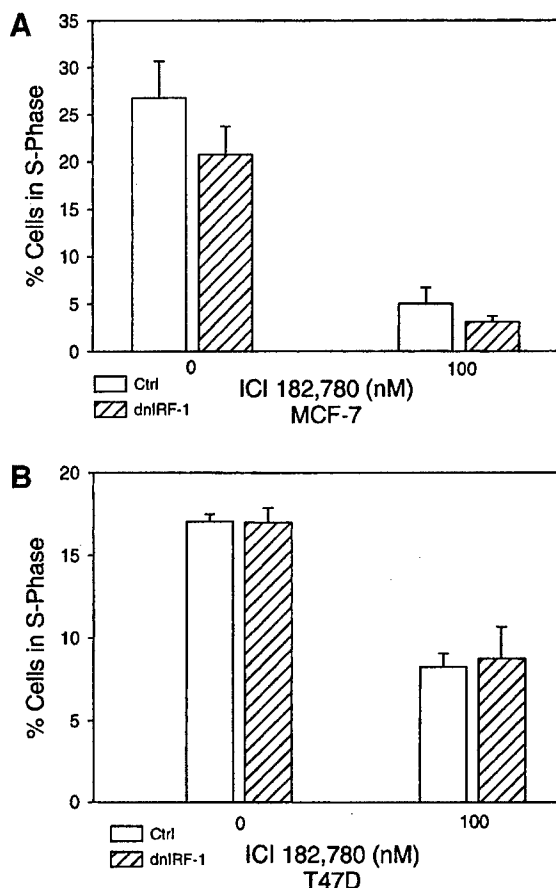 A
35
30
25
20
15
10
5
0
% Cells in S-Phase
0
100
Ctrl
dnIRF-1
ICI 182,780 (nM)
MCF-7
B
20
15
10
5
0
% Cells in S-Phase
0
100
Ctrl
dnIRF-1
ICI 182,780 (nM)
T47D